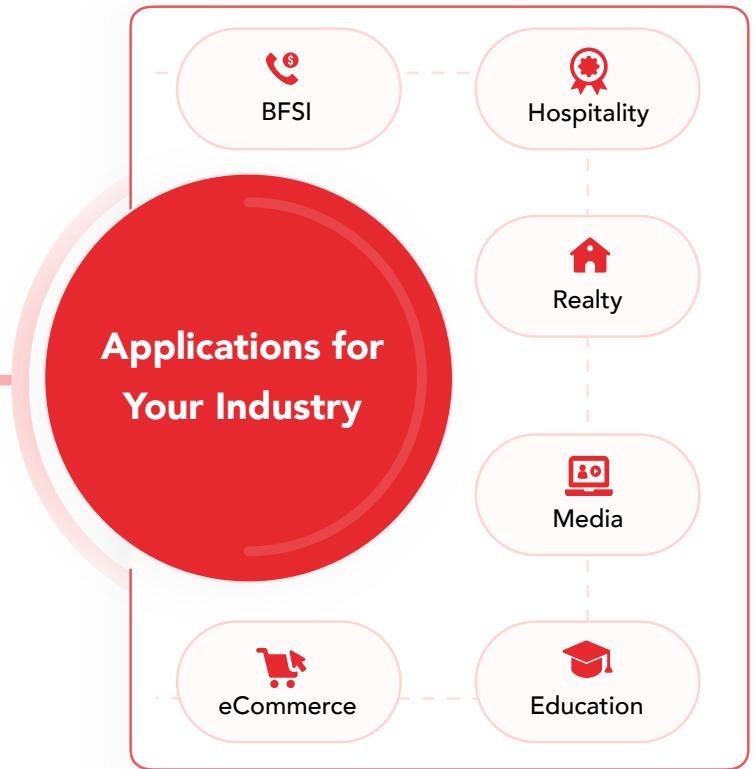 BFSI
Hospitality
Realty
Applications for
Your Industry
Media
eCommerce
Education